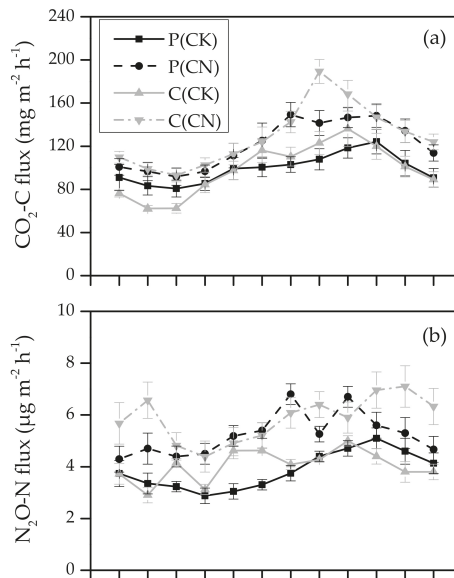 240
200
160
120
80
40
0
CO₂-C flux (mg m⁻² h⁻¹)
P(CK)
P(CN)
C(CK)
C(CN)
(a)
10
8
6
4
2
0
N₂O-N flux (μg m⁻² h⁻¹)
(b)